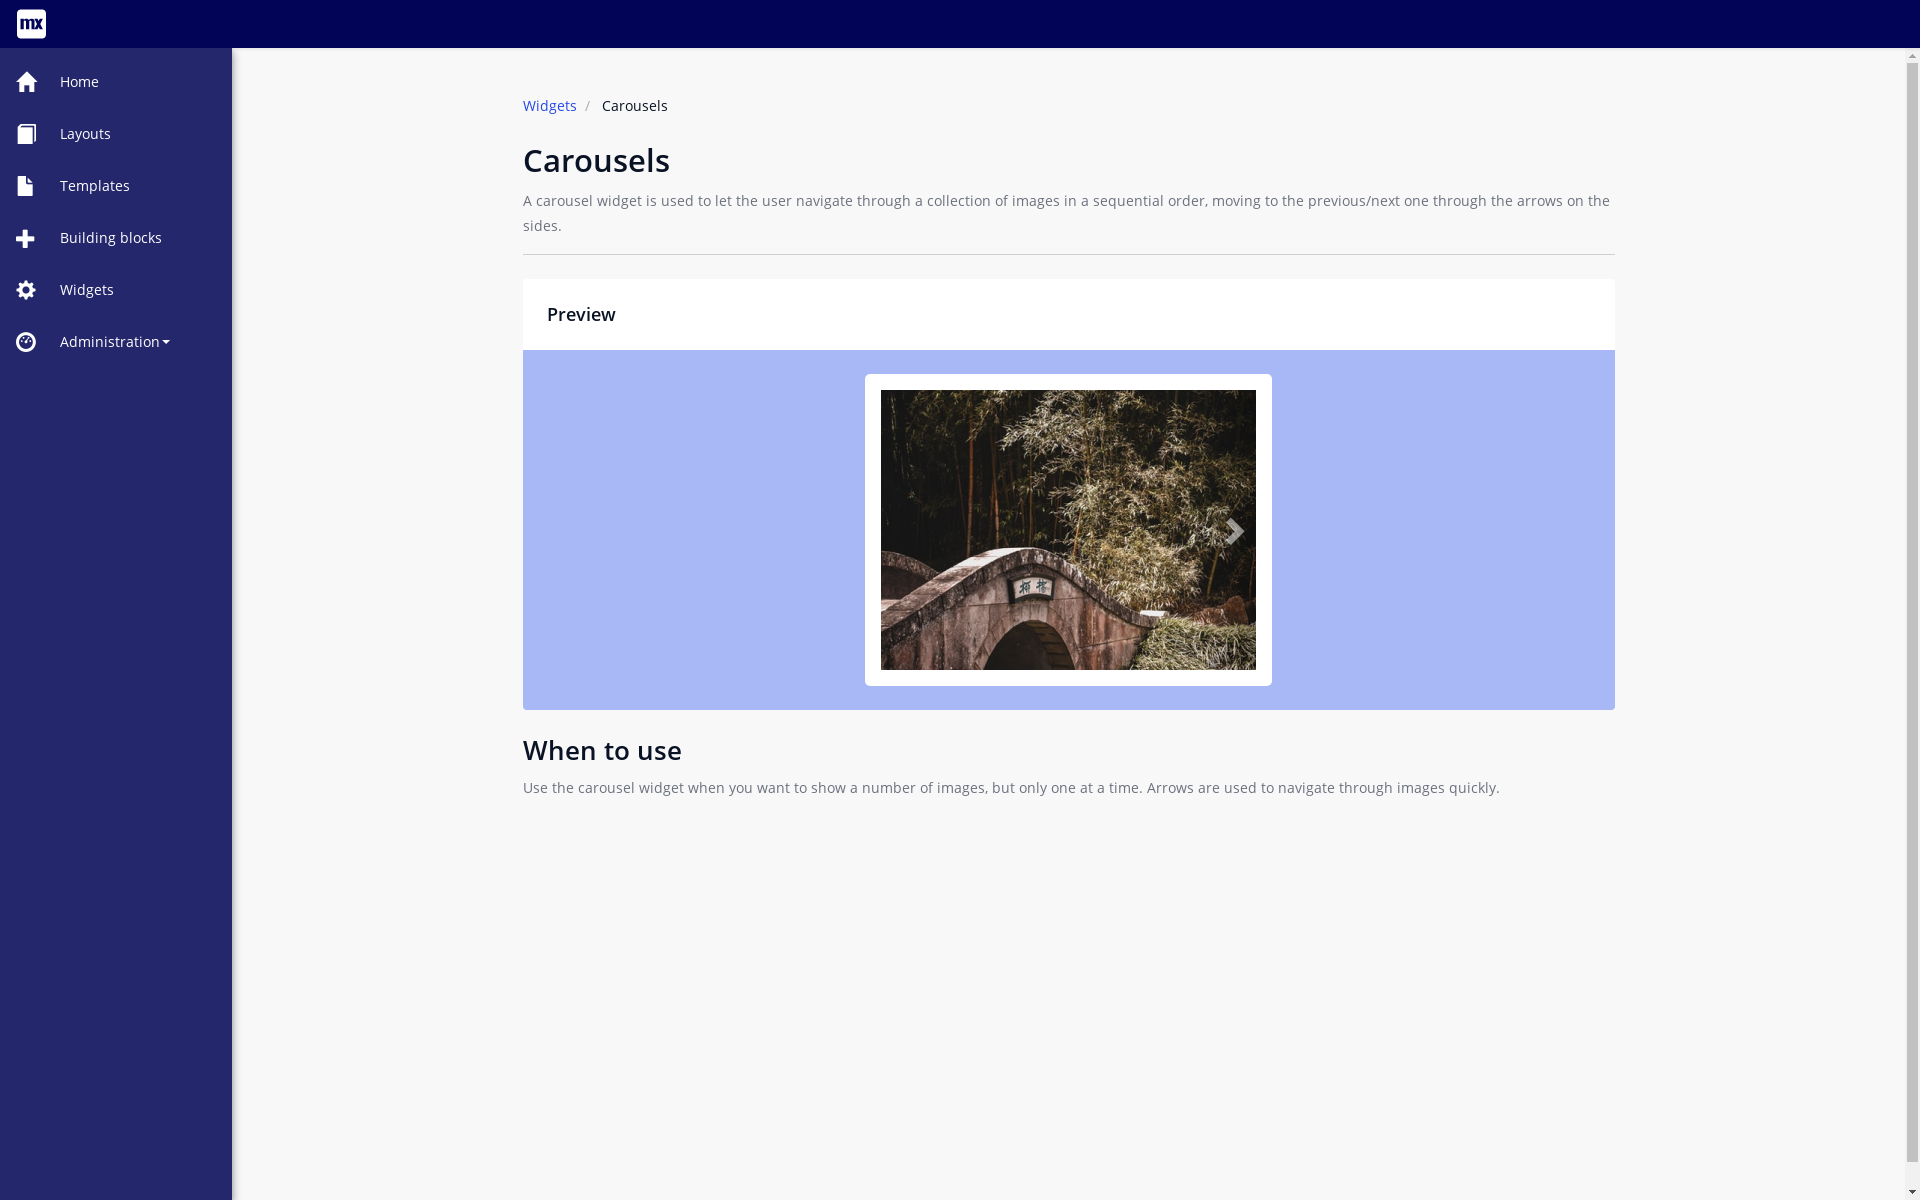 mx
Home
Layouts
Templates
Building blocks
Widgets
Administration
Widgets / Carousels
Carousels
A carousel widget is used to let the user navigate through a collection of images in a sequential order, moving to the previous/next one through the arrows on the
sides.
Preview
When to use
Use the carousel widget when you want to show a number of images, but only one at a time. Arrows are used to navigate through images quickly.